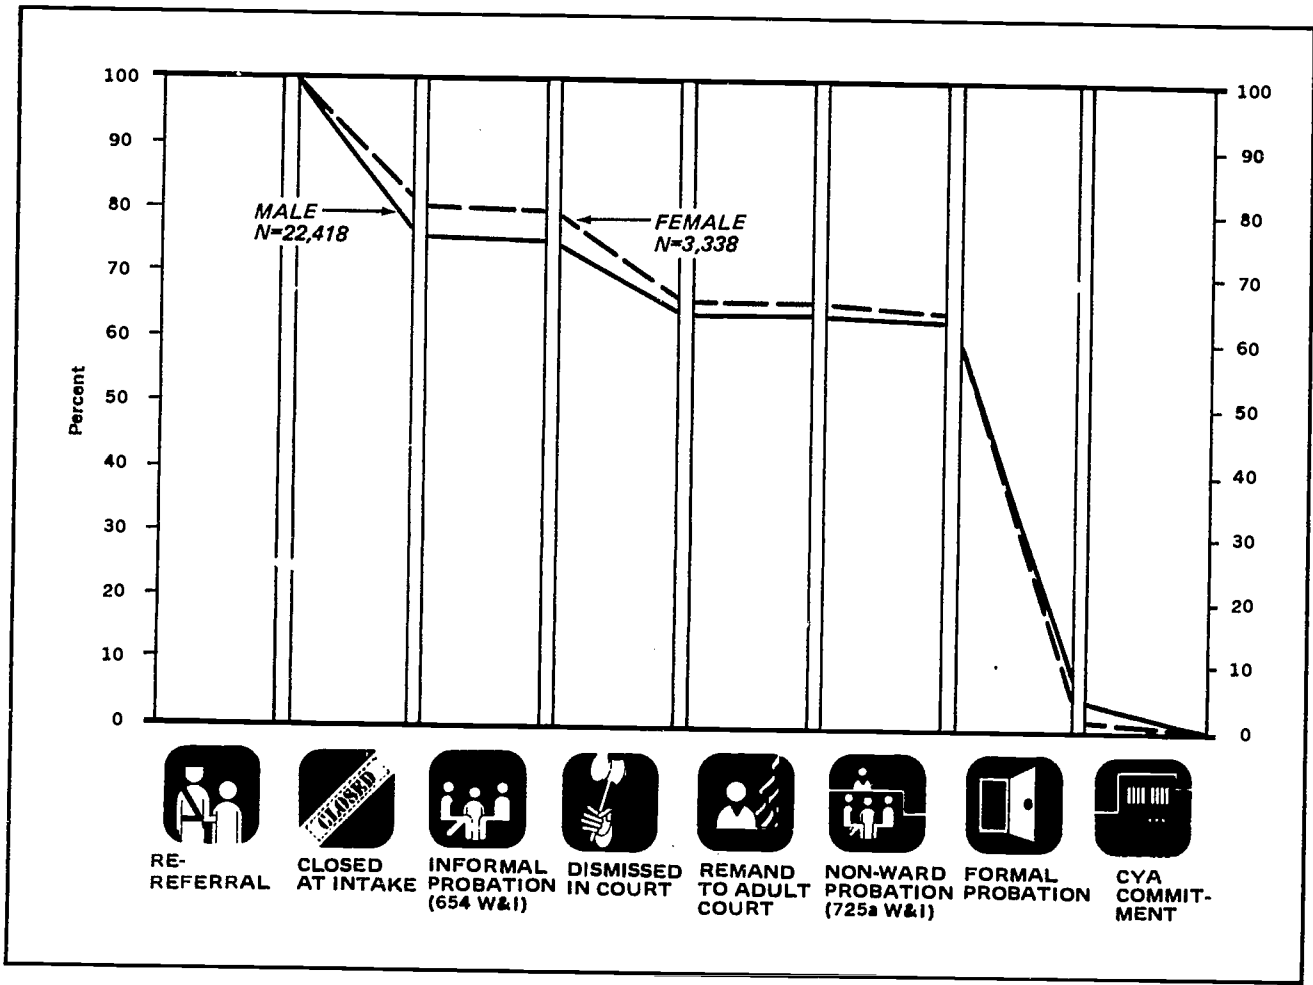 100
90
80
70
60
50
40
30
20
10
0
Percent
MALE
N=22,418
FEMALE
N=3,338
100
90
80
70
60
50
40
30
20
10
0
CLOSED
RE-
REFERRAL
CLOSED
AT INTAKE
INFORMAL
PROBATION
(654 W&I)
DISMISSED
IN COURT
REMAND
TO ADULT
COURT
NON-WARD
PROBATION
(725a W&I)
FORMAL
PROBATION
CYA
COMMIT-
MENT